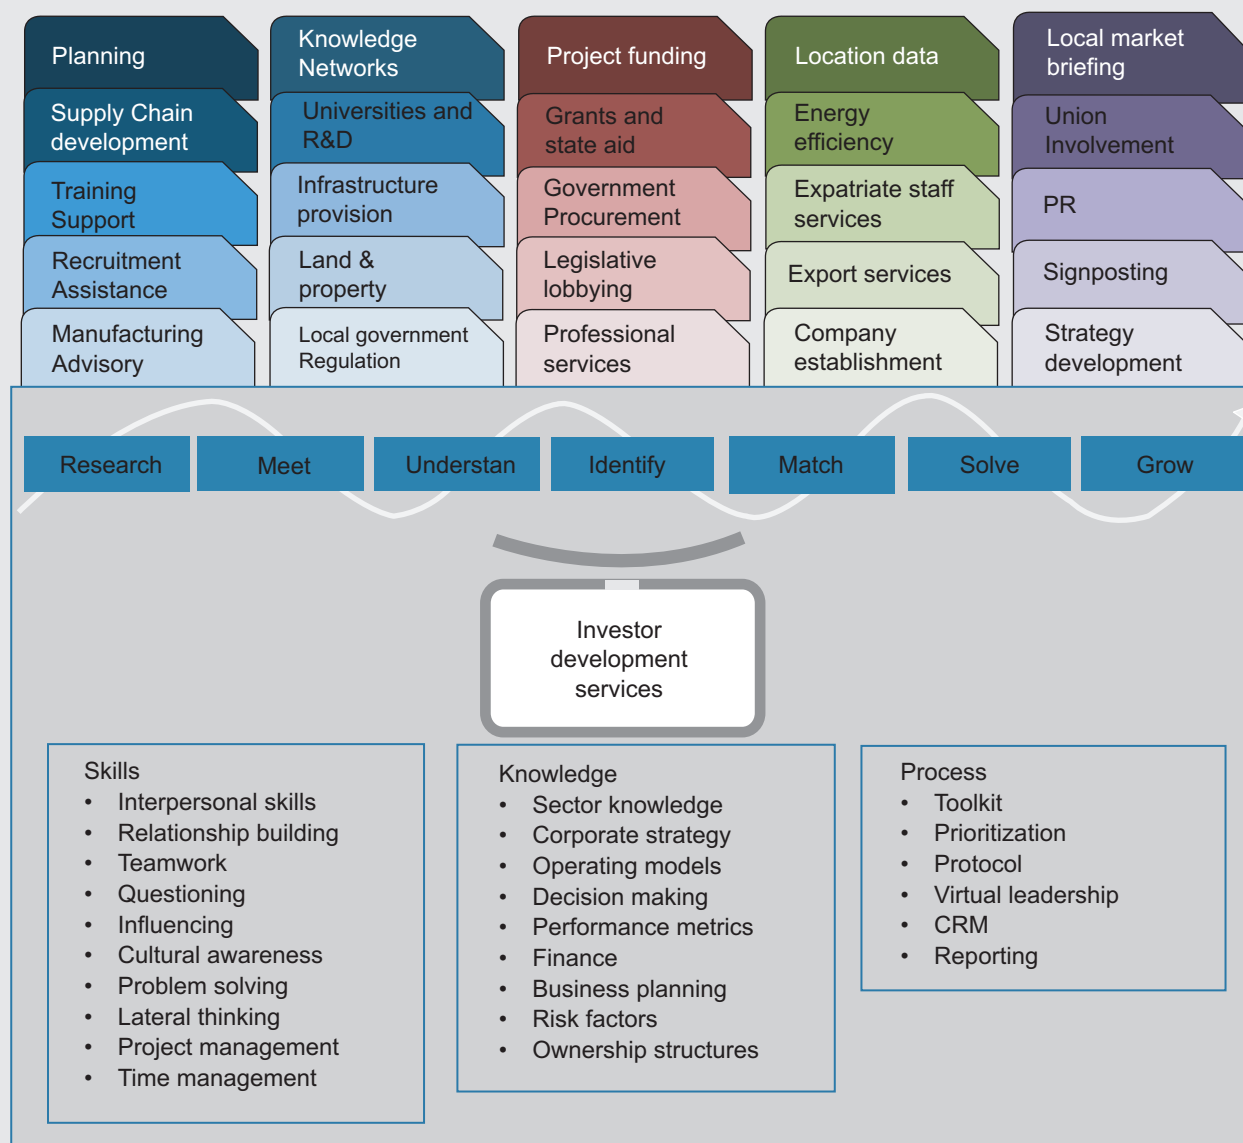 Planning
Supply Chain
development
Training
Support
Recruitment
Assistance
Manufacturing
Advisory
Knowledge
Networks
Universities and
R&D
Infrastructure
provision
Land &
property
Local government
Regulation
Project funding
Grants and
state aid
Government
Procurement
Legislative
lobbying
Professional
services
Location data
Energy
efficiency
Expatriate staff
services
Export services
Company
establishment
Local market
briefing
Union
Involvement
PR
Signposting
Strategy
development
Research
Meet
Understan
Identify
Match
Solve
Grow
Investor
development
services
Skills
• Interpersonal skills
• Relationship building
• Teamwork
• Questioning
• Influencing
• Cultural awareness
• Problem solving
• Lateral thinking
• Project management
• Time management
Knowledge
• Sector knowledge
• Corporate strategy
• Operating models
• Decision making
• Performance metrics
• Finance
• Business planning
• Risk factors
• Ownership structures
Process
• Toolkit
• Prioritization
• Protocol
• Virtual leadership
• CRM
• Reporting